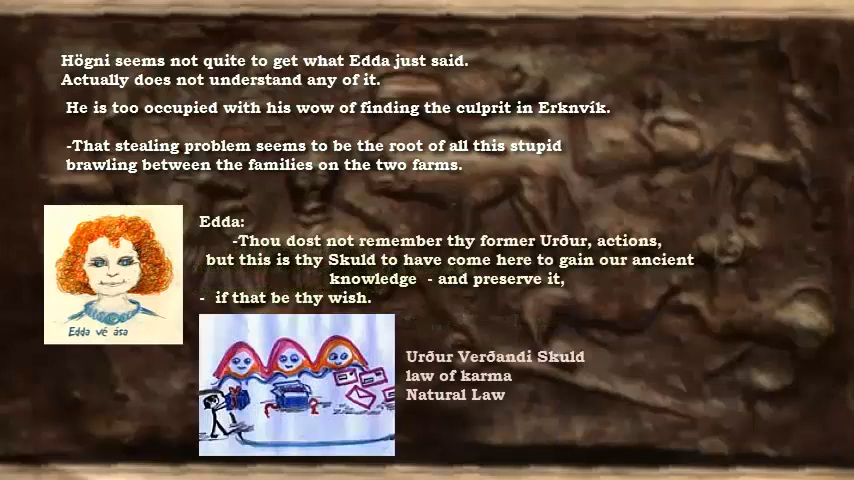 Högni seems not quite to get what Edda just said.
Actually does not understand any of it.
He is too occupied with his wow of finding the culprit in Erknvík.
-That stealing problem seems to be the root of all this stupid
brawling between the families on the two farms.
Edda:
-Thou dost not remember thy former Urður, actions,
but this is thy Skuld to have come here to gain our ancient
knowledge - and preserve it,
- if that be thy wish.
Edda vé ása
Urður Verðandi Skuld
law of karma
Natural Law